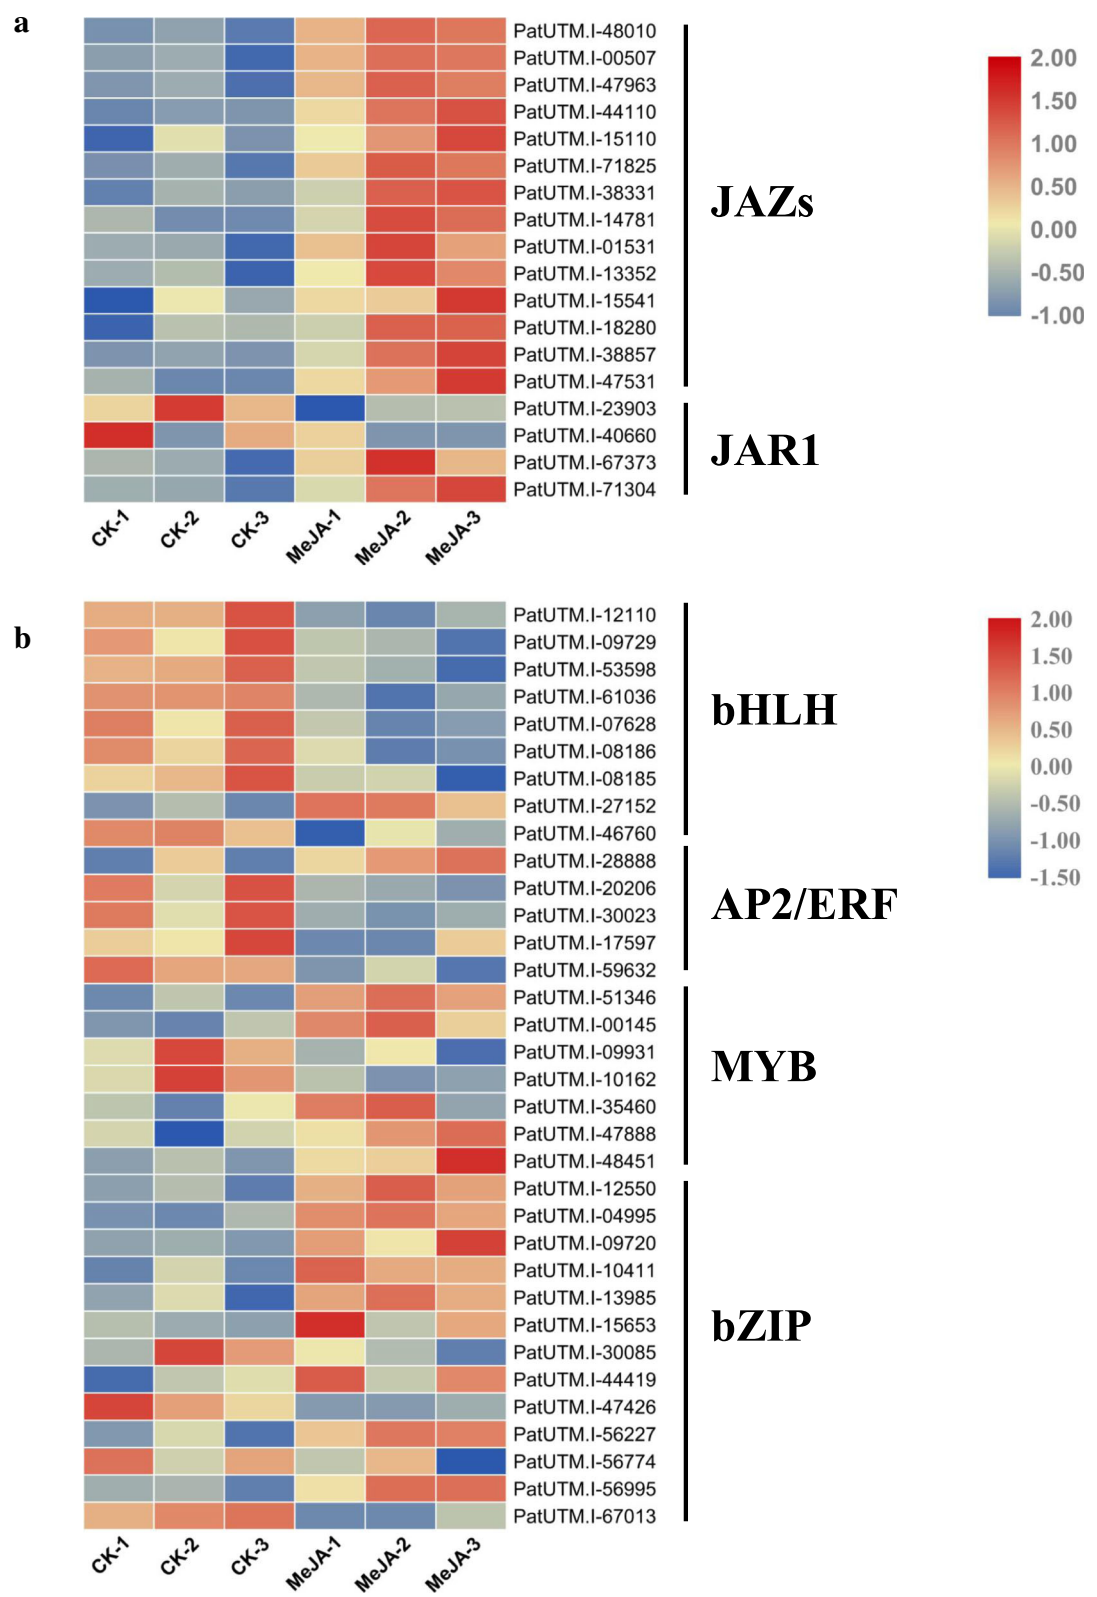 a
PatUTM.I-48010
PatUTM.I-00507
PatUTM.I-47963
PatUTM.I-44110
PatUTM.I-15110
PatUTM.I-71825
PatUTM.I-38331
PatUTM.I-14781
PatUTM.I-01531
PatUTM.I-13352
PatUTM.I-15541
PatUTM.I-18280
PatUTM.I-38857
PatUTM.I-47531
PatUTM.I-23903
PatUTM.I-40660
PatUTM.I-67373
PatUTM.I-71304
JAZs
JAR1
2.00
1.50
1.00
0.50
0.00
-0.50
-1.00
CK-1
CK-2
CK-3
MeJA-1
MeJA-2
MeJA-3
b
PatUTM.I-12110
PatUTM.I-09729
PatUTM.I-53598
PatUTM.I-61036
PatUTM.I-07628
PatUTM.I-08186
PatUTM.I-08185
PatUTM.I-27152
PatUTM.I-46760
PatUTM.I-28888
PatUTM.I-20206
PatUTM.I-30023
PatUTM.I-17597
PatUTM.I-59632
PatUTM.I-51346
PatUTM.I-00145
PatUTM.I-09931
PatUTM.I-10162
PatUTM.I-35460
PatUTM.I-47888
PatUTM.I-48451
PatUTM.I-12550
PatUTM.I-04995
PatUTM.I-09720
PatUTM.I-10411
PatUTM.I-13985
PatUTM.I-15653
PatUTM.I-30085
PatUTM.I-44419
PatUTM.I-47426
PatUTM.I-56227
PatUTM.I-56774
PatUTM.I-56995
PatUTM.I-67013
bHLH
AP2/ERF
MYB
bZIP
2.00
1.50
1.00
0.50
0.00
-0.50
-1.00
-1.50
CK-1
CK-2
CK-3
MeJA-1
MeJA-2
MeJA-3